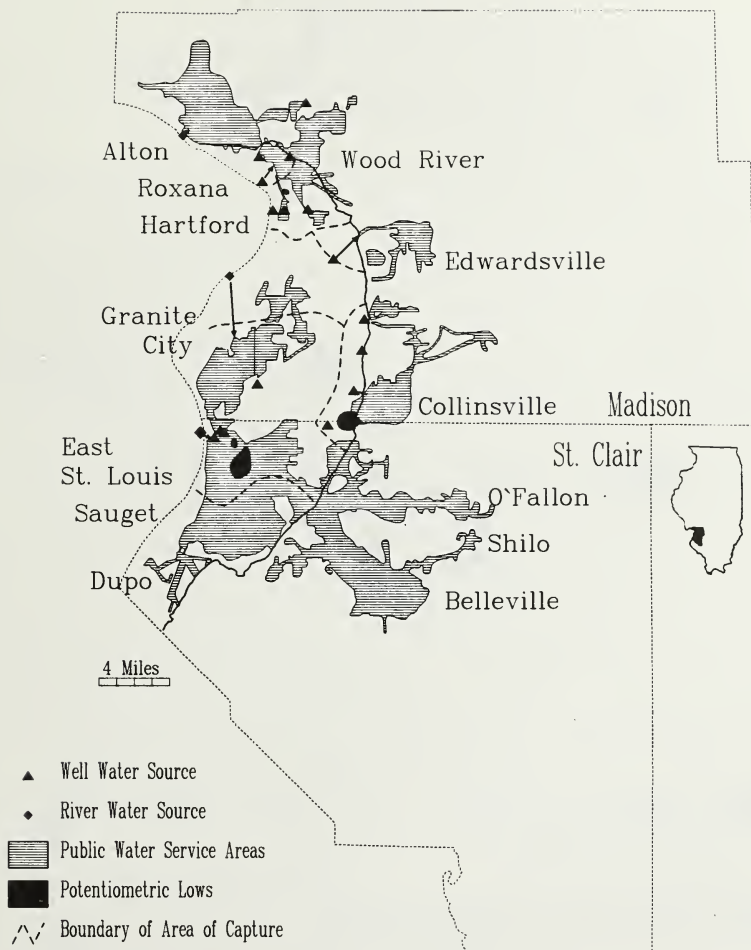 Alton
Wood River
Roxana
Hartford
Edwardsville
Granite
City
Collinsville
Madison
East
St. Louis
St. Clair
O`Fallon
Sauget
Shilo
Dupo
Belleville
4 Miles
Well Water Source
River Water Source
Public Water Service Areas
Potentiometric Lows
Boundary of Area of Capture